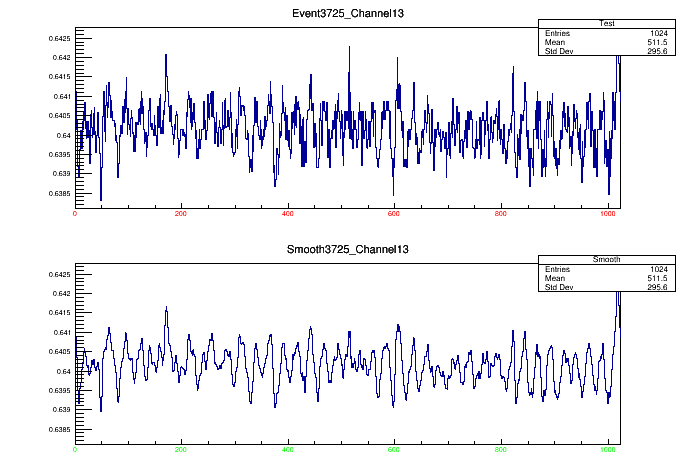 Event3725_Channel13
Test
Entries 1024
Mean 511.5
Std Dev 295.6
0.6425
0.642
0.6415
0.641
0.6405
0.64
0.6395
0.639
0.6385
0 200 400 600 800 1000
Smooth3725_Channel13
Smooth
Entries 1024
Mean 511.5
Std Dev 295.6
0.6425
0.642
0.6415
0.641
0.6405
0.64
0.6395
0.639
0.6385
0 200 400 600 800 1000